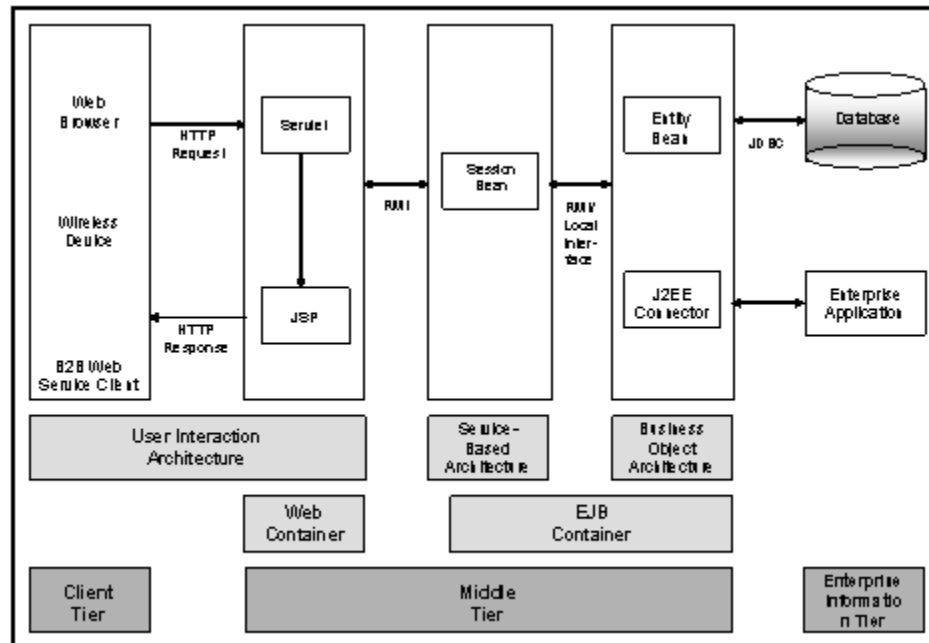 Web
Browser
Wireless
Device
B2B Web
Service Client
HTTP
Request
HTTP
Response
Servlet
JSP
RMI
Session
Bean
RMI/
Local
Inter-
face
Entity
Bean
J2EE
Connector
JDBC
Database
Enterprise
Application
User Interaction
Architecture
Service-
Based
Architecture
Business
Object
Architecture
Web
Container
EJB
Container
Client
Tier
Middle
Tier
Enterprise
Informatio
n Tier